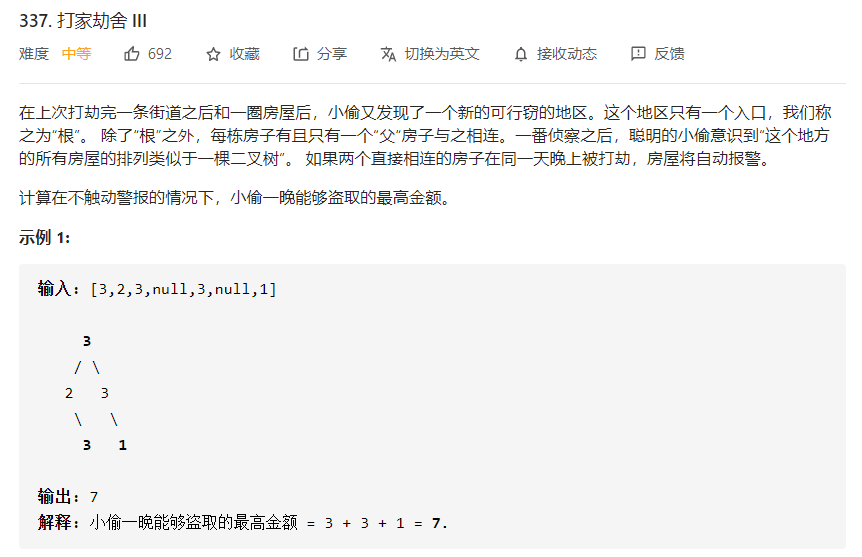 337. 打家劫舍 III
难度 中等 692 收藏 分享 切换为英文 接收动态 反馈
在上次打劫完一条街道之后和一圈房屋后，小偷又发现了一个新的可行窃的地区。这个地区只有一个入口，我们称
之为“根”。 除了“根”之外，每栋房子有且只有一个“父“房子与之相连。一番侦察之后，聪明的小偷意识到“这个地方
的所有房屋的排列类似于一棵二叉树”。 如果两个直接相连的房子在同一天晚上被打劫，房屋将自动报警。
计算在不触动警报的情况下，小偷一晚能够盗取的最高金额。
示例 1:
输入: [3,2,3,null,3,null,1]
3
/ \
2 3
\ \
3 1
输出: 7
解释: 小偷一晚能够盗取的最高金额 = 3 + 3 + 1 = 7.